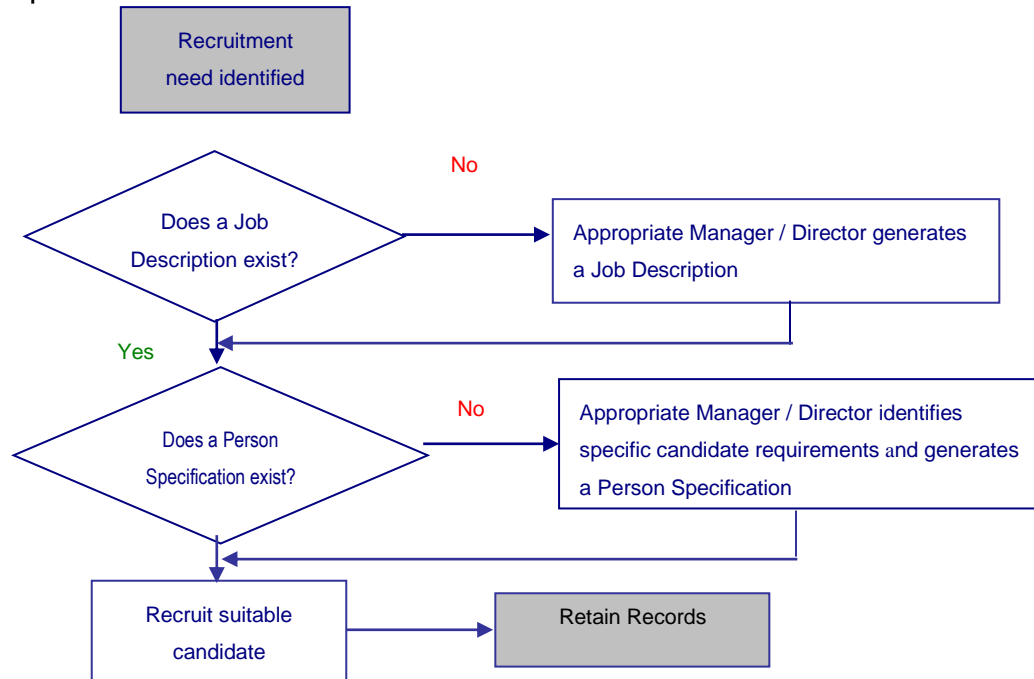 Recruitment
need identified
No
Does a Job
Description exist?
Appropriate Manager / Director generates
a Job Description
Yes
No
Does a Person
Specification exist?
Appropriate Manager / Director identifies
specific candidate requirements and generates
a Person Specification
Recruit suitable
candidate
Retain Records